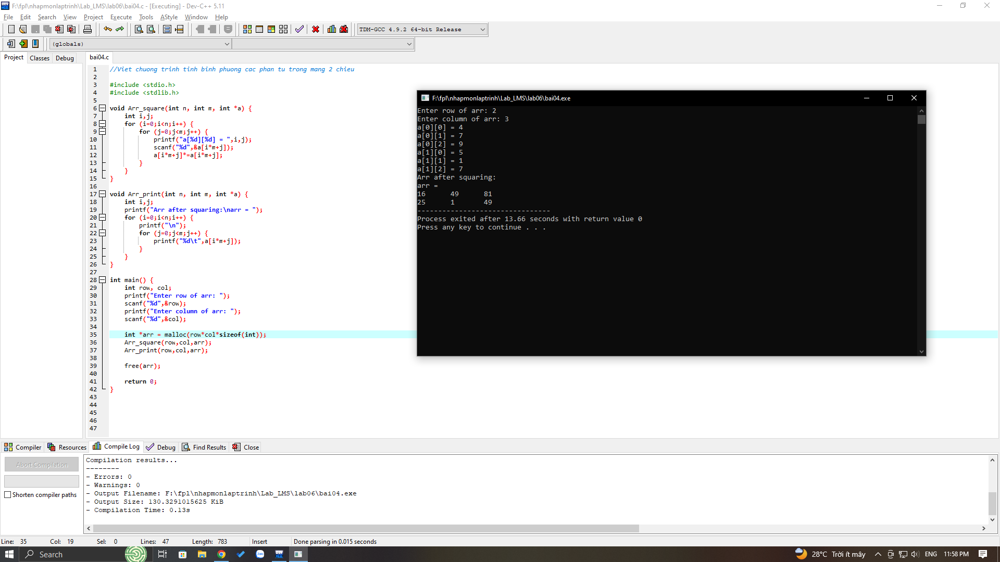 F:\fpl\nhapmonlaptrinh\Lab_LMS\lab06\bai04.c - [Executing] - Dev-C++ 5.11
File Edit Search View Project Execute Tools AStyle Window Help
TDM-GCC 4.9.2 64-bit Release
(globals)
Project Classes Debug
bai04.c
1 //Viet chuong trinh tinh binh phuong cac phan tu trong mang 2 chieu
2
3 #include <stdio.h>
4 #include <stdlib.h>
5
6 void Arr_square(int n, int m, int *a) {
7 int i,j;
8 for (i=0;i<n;i++) {
9 for (j=0;j<m;j++) {
10 printf("a[%d][%d] = ",i,j);
11 scanf("%d",&a[i*m+j]);
12 a[i*m+j]*=a[i*m+j];
13 }
14 }
15 }
16
17 void Arr_print(int n, int m, int *a) {
18 int i,j;
19 printf("Arr after squaring:\narr = ");
20 for (i=0;i<n;i++) {
21 printf("\n");
22 for (j=0;j<m;j++) {
23 printf("%d\t",a[i*m+j]);
24 }
25 }
26 }
27
28 int main() {
29 int row, col;
30 printf("Enter row of arr: ");
31 scanf("%d",&row);
32 printf("Enter column of arr: ");
33 scanf("%d",&col);
34
35 int *arr = malloc(row*col*sizeof(int));
36 Arr_square(row,col,arr);
37 Arr_print(row,col,arr);
38
39 free(arr);
40
41 return 0;
42 }
43
44
45
46
47
F:\fpl\nhapmonlaptrinh\Lab_LMS\lab06\bai04.exe
Enter row of arr: 2
Enter column of arr: 3
a[0][0] = 4
a[0][1] = 7
a[0][2] = 9
a[1][0] = 5
a[1][1] = 1
a[1][2] = 7
Arr after squaring:
arr =
16 49 81
25 1 49
--------------------------------
Process exited after 13.66 seconds with return value 0
Press any key to continue . . .
Compiler Resources Compile Log Debug Find Results Close
Abort Compilation
Shorten compiler paths
Compilation results...
--------
- Errors: 0
- Warnings: 0
- Output Filename: F:\fpl\nhapmonlaptrinh\Lab_LMS\lab06\bai04.exe
- Output Size: 130.3291015625 KiB
- Compilation Time: 0.13s
Line: 35 Col: 19 Sel: 0 Lines: 47 Length: 783 Insert Done parsing in 0.015 seconds
Search
Zalo
DEV
28°C Trời ít mây
ENG
11:58 PM